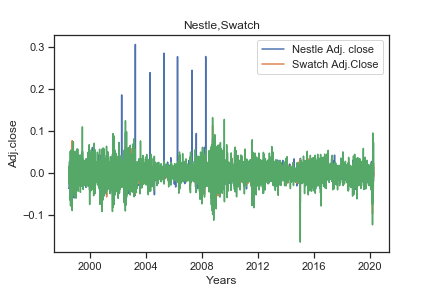 Nestle,Swatch
Nestle Adj. close
Swatch Adj.Close
Adj.close
0.3
0.2
0.1
0.0
−0.1
2000 2004 2008 2012 2016 2020
Years